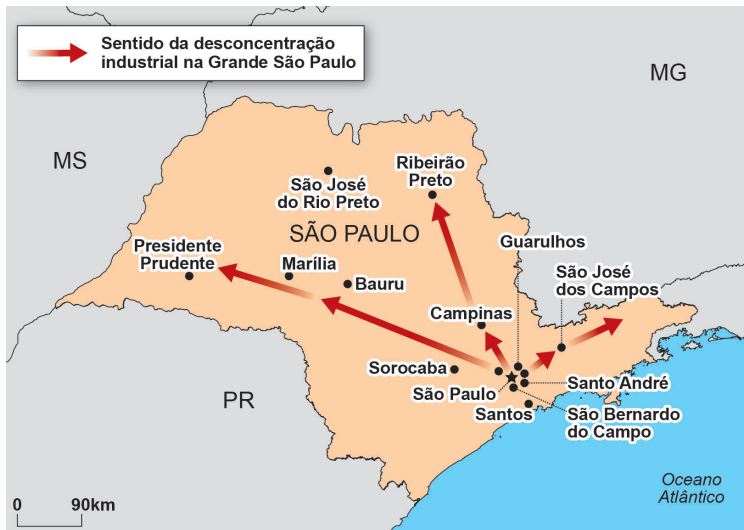 Sentido da desconcentração
industrial na Grande São Paulo
MG
MS
Ribeirão
Preto
São José
do Rio Preto
SÃO PAULO
Guarulhos
Presidente
Prudente
Marília
Bauru
São José
dos Campos
Campinas
Sorocaba
São Paulo
Santos
Santo André
São Bernardo
do Campo
PR
Oceano
Atlântico
0 90km